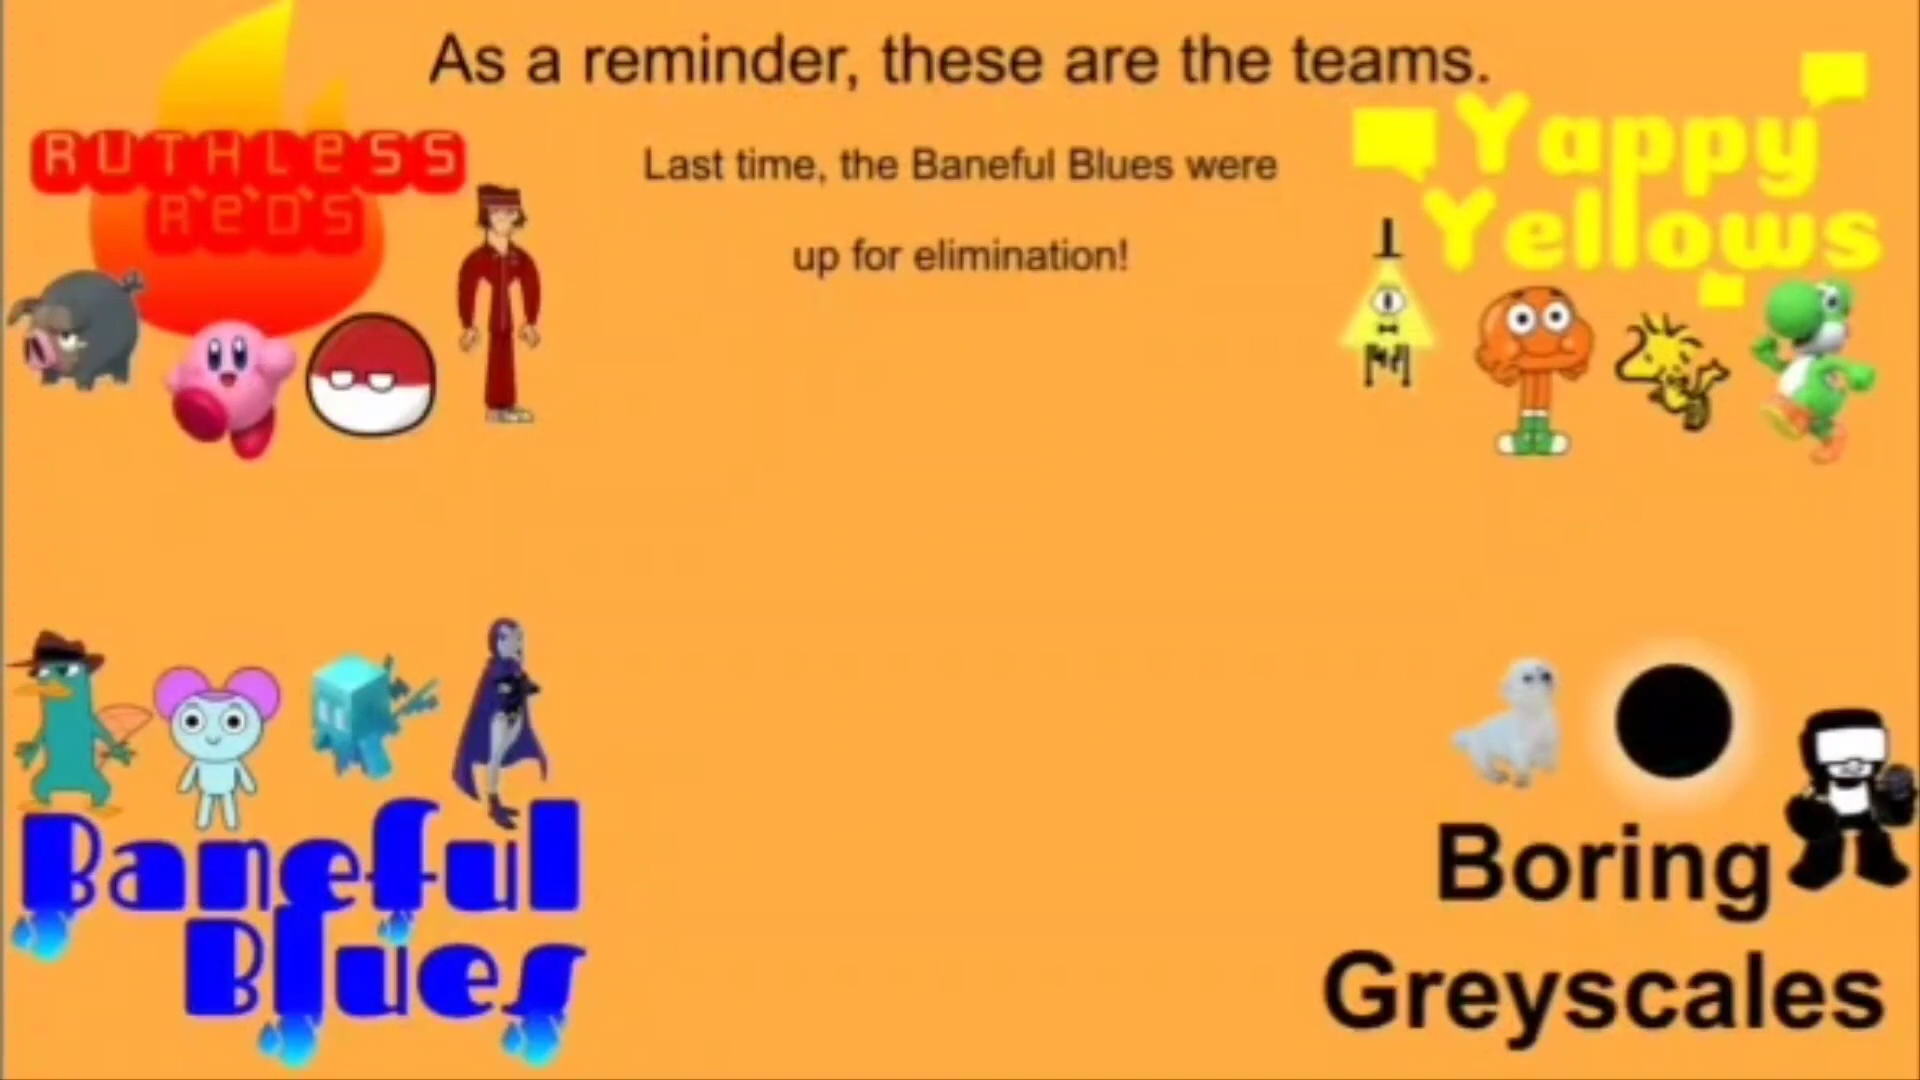 As a reminder, these are the teams.
Last time, the Baneful Blues were
up for elimination!
RUTHLeSS
ReDS
Yappy
Yellows
Baneful
Blues
Boring
Greyscales